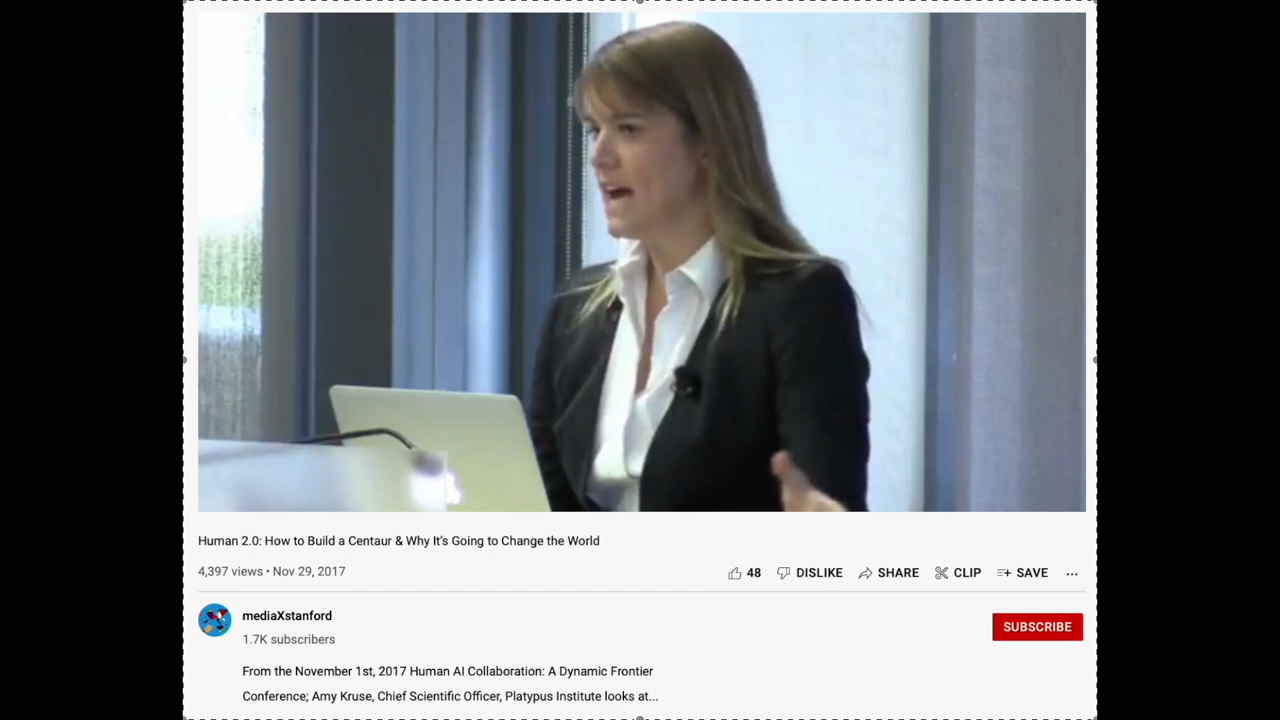 Human 2.0: How to Build a Centaur & Why It's Going to Change the World
4,397 views • Nov 29, 2017
48 DISLIKE SHARE CLIP SAVE ...
mediaXstanford
1.7K subscribers
SUBSCRIBE
From the November 1st, 2017 Human AI Collaboration: A Dynamic Frontier
Conference; Amy Kruse, Chief Scientific Officer, Platypus Institute looks at...